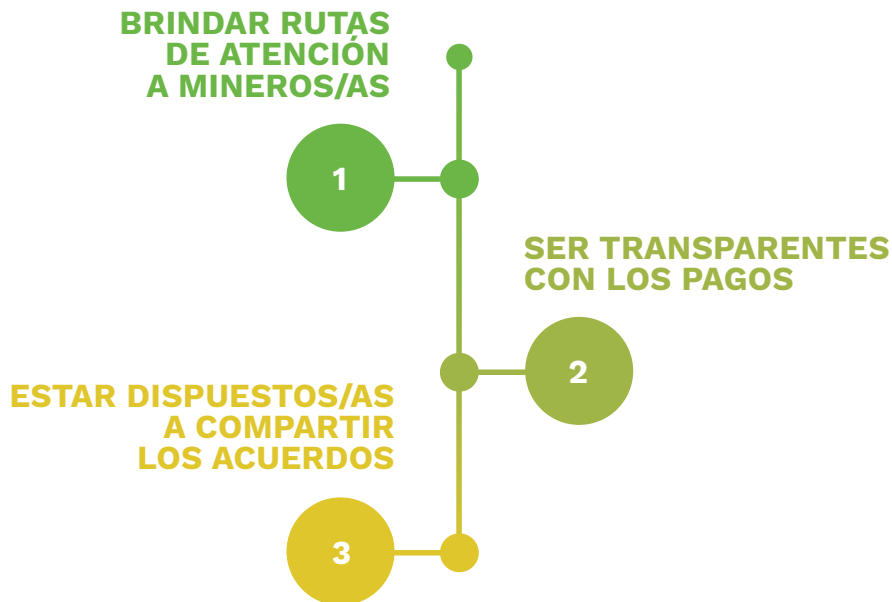 BRINDAR RUTAS
DE ATENCIÓN
A MINEROS/AS
1
SER TRANSPARENTES
CON LOS PAGOS
2
ESTAR DISPUESTOS/AS
A COMPARTIR
LOS ACUERDOS
3